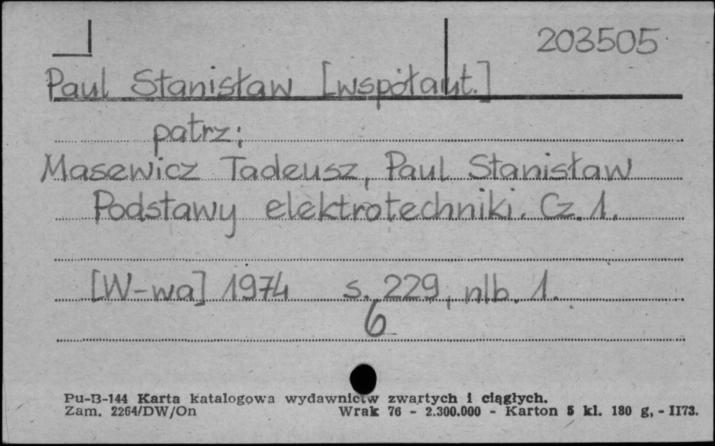 203505
Paul Stanisław [współaut.]
patrz:
Masewicz Tadeusz, Paul Stanisław
Podstawy elektrotechniki. Cz. 1.
[W-wa] 1974 s. 229, nlb. 1.
6
Pu-B-144 Karta katalogowa wydawnictw zwartych i ciągłych.
Zam. 2264/DW/On Wrak 76 - 2.300.000 - Karton 5 kl. 180 g. - II73.